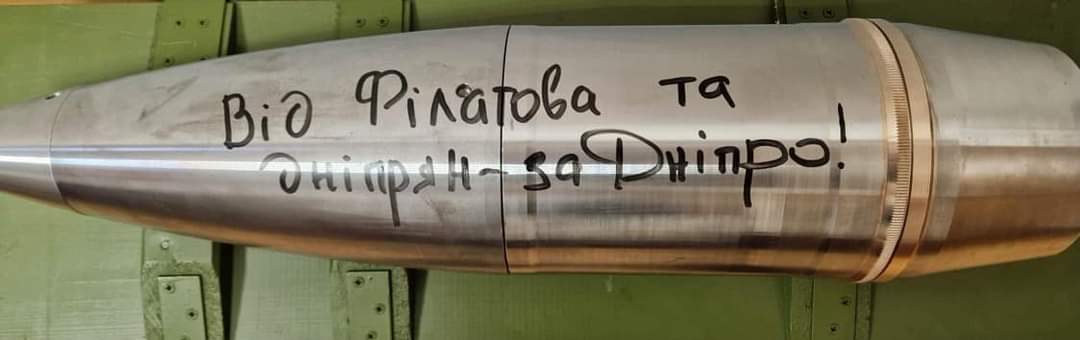 Від Філатова та
дніпрян-за Дніпро!